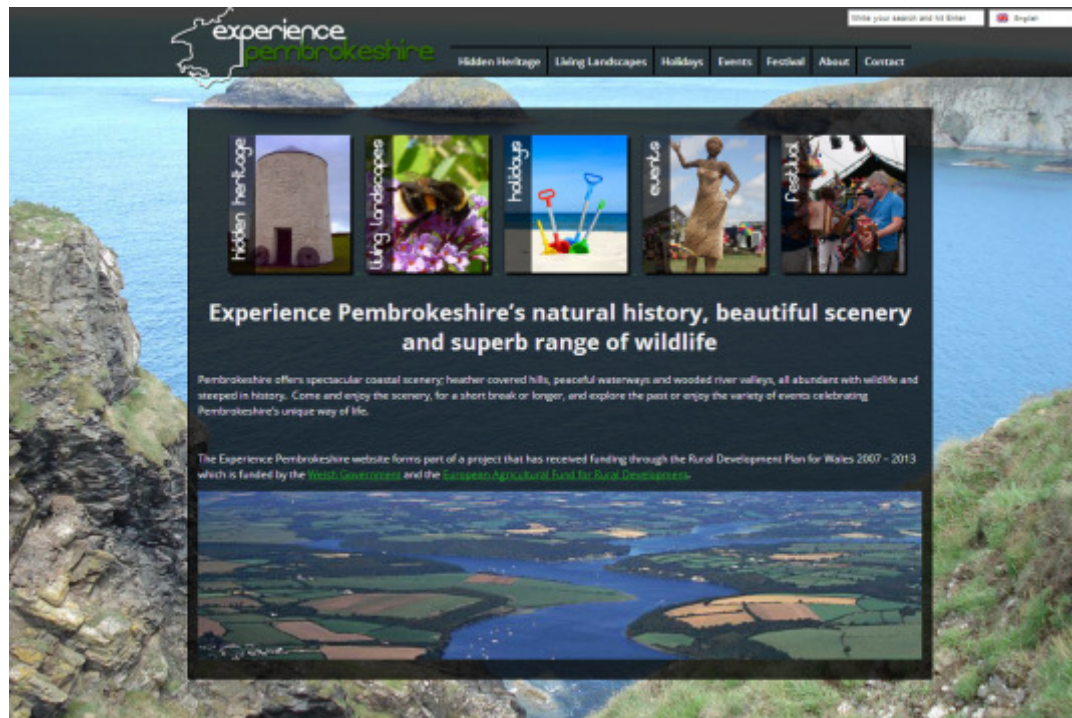 experience
pembrokeshire
Write your search and hit Enter
English
Hidden Heritage
Living Landscapes
Holidays
Events
Festival
About
Contact
hidden heritage
living landscapes
holidays
events
festival
Experience Pembrokeshire's natural history, beautiful scenery
and superb range of wildlife
Pembrokeshire offers spectacular coastal scenery; heather covered hills, peaceful waterways and wooded river valleys, all abundant with wildlife and
steeped in history. Come and enjoy the scenery, for a short break or longer, and explore the past or enjoy the variety of events celebrating
Pembrokeshire's unique way of life.
The Experience Pembrokeshire website forms part of a project that has received funding through the Rural Development Plan for Wales 2007 – 2013
which is funded by the Welsh Government and the European Agricultural Fund for Rural Development.